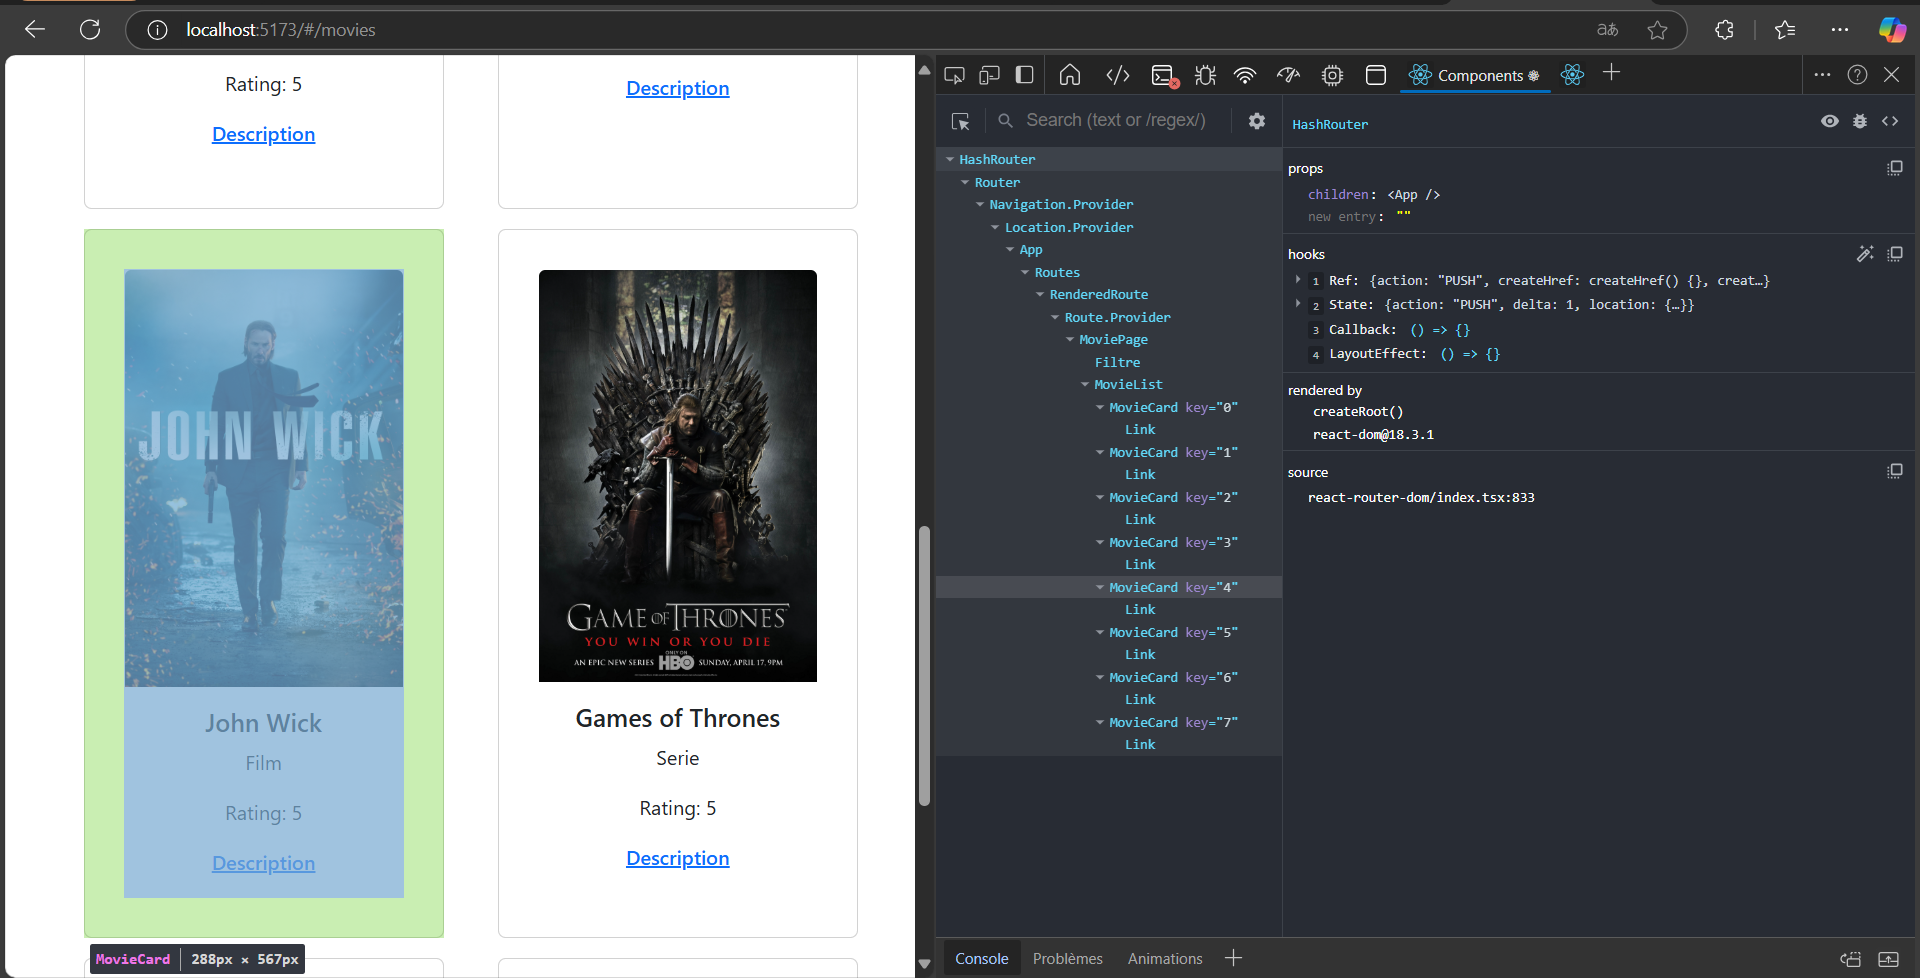 localhost:5173/#/movies
Rating: 5
Description
Description
JOHN WICK
John Wick
Film
Rating: 5
Description
GAME OF THRONES
YOU WIN OR YOU DIE
AN EPIC NEW SERIES ONLY ON HBO SUNDAY, APRIL 17, 9PM
Games of Thrones
Serie
Rating: 5
Description
MovieCard 288px × 567px
Components
Search (text or /regex/)
HashRouter
Router
Navigation.Provider
Location.Provider
App
Routes
RenderedRoute
Route.Provider
MoviePage
Filtre
MovieList
MovieCard key="0"
Link
MovieCard key="1"
Link
MovieCard key="2"
Link
MovieCard key="3"
Link
MovieCard key="4"
Link
MovieCard key="5"
Link
MovieCard key="6"
Link
MovieCard key="7"
Link
HashRouter
props
children: <App />
new entry: ""
hooks
1 Ref: {action: "PUSH", createHref: createHref() {}, creat…}
2 State: {action: "PUSH", delta: 1, location: {…}}
3 Callback: () => {}
4 LayoutEffect: () => {}
rendered by
createRoot()
react-dom@18.3.1
source
react-router-dom/index.tsx:833
Console Problèmes Animations